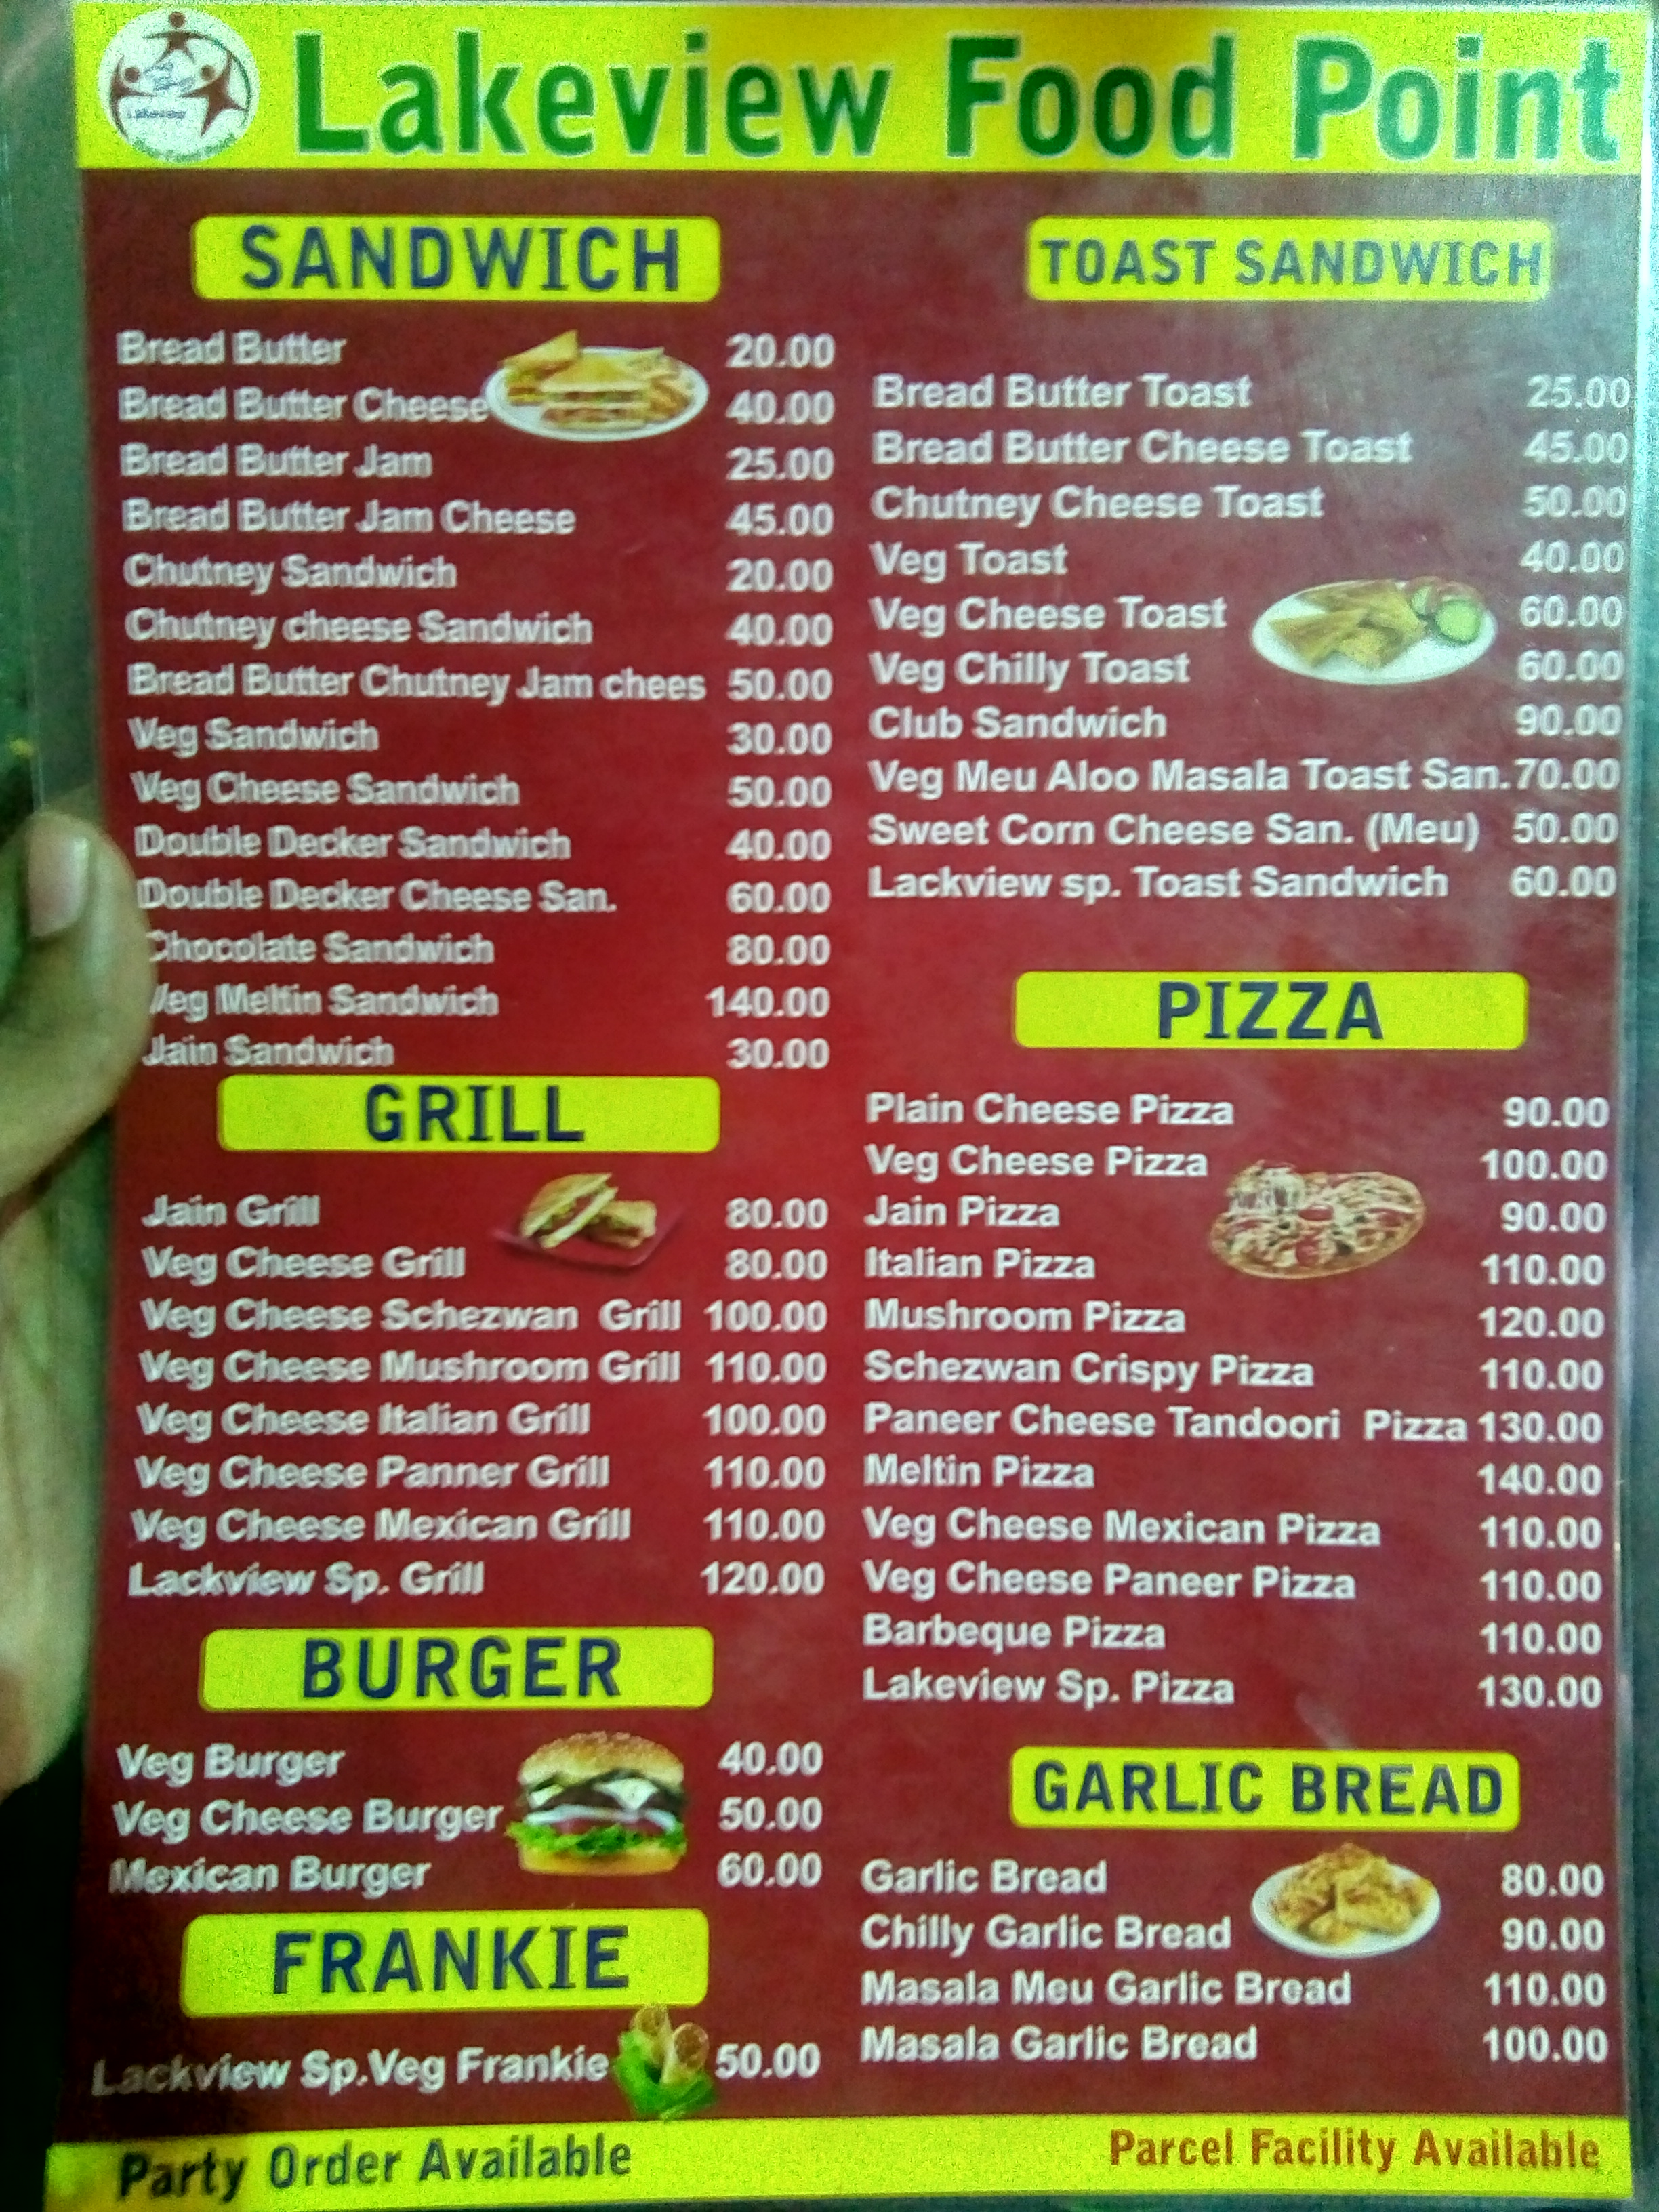 Lakeview Food Point
SANDWICH
Bread Butter 20.00
Bread Butter Cheese 40.00
Bread Butter Jam 25.00
Bread Butter Jam Cheese 45.00
Chutney Sandwich 20.00
Chutney cheese Sandwich 40.00
Bread Butter Chutney Jam chees 50.00
Veg Sandwich 30.00
Veg Cheese Sandwich 50.00
Double Decker Sandwich 40.00
Double Decker Cheese San. 60.00
Chocolate Sandwich 80.00
Veg Meltin Sandwich 140.00
Jain Sandwich 30.00
GRILL
Jain Grill 80.00
Veg Cheese Grill 80.00
Veg Cheese Schezwan Grill 100.00
Veg Cheese Mushroom Grill 110.00
Veg Cheese Italian Grill 100.00
Veg Cheese Panner Grill 110.00
Veg Cheese Mexican Grill 110.00
Lackview Sp. Grill 120.00
BURGER
Veg Burger 40.00
Veg Cheese Burger 50.00
Mexican Burger 60.00
FRANKIE
Lackview Sp.Veg Frankie 50.00
TOAST SANDWICH
Bread Butter Toast 25.00
Bread Butter Cheese Toast 45.00
Chutney Cheese Toast 50.00
Veg Toast 40.00
Veg Cheese Toast 60.00
Veg Chilly Toast 60.00
Club Sandwich 90.00
Veg Meu Aloo Masala Toast San. 70.00
Sweet Corn Cheese San. (Meu) 50.00
Lackview sp. Toast Sandwich 60.00
PIZZA
Plain Cheese Pizza 90.00
Veg Cheese Pizza 100.00
Jain Pizza 90.00
Italian Pizza 110.00
Mushroom Pizza 120.00
Schezwan Crispy Pizza 110.00
Paneer Cheese Tandoori Pizza 130.00
Meltin Pizza 140.00
Veg Cheese Mexican Pizza 110.00
Veg Cheese Paneer Pizza 110.00
Barbeque Pizza 110.00
Lakeview Sp. Pizza 130.00
GARLIC BREAD
Garlic Bread 80.00
Chilly Garlic Bread 90.00
Masala Meu Garlic Bread 110.00
Masala Garlic Bread 100.00
Party Order Available
Parcel Facility Available